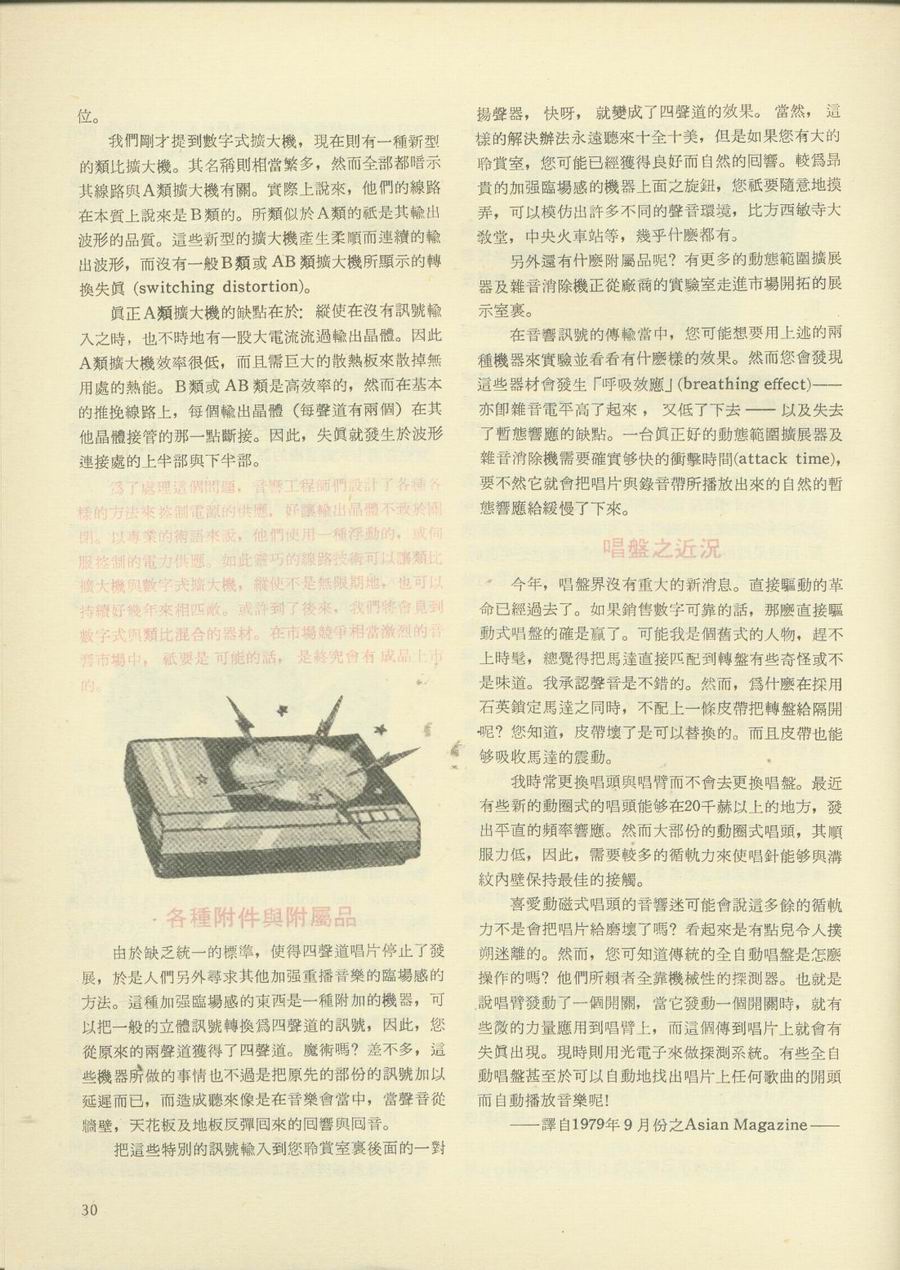 位。
我們剛才提到數字式擴大機，現在則有一種新型
的類比擴大機。其名稱則相當繁多，然而全部都暗示
其線路與A類擴大機有關。實際上說來，他們的線路
在本質上說來是B類的。所類似於A類的祗是其輸出
波形的品質。這些新型的擴大機產生柔順而連續的輸
出波形，而沒有一般B類或 AB 類擴大機所顯示的轉
換失眞 (switching distortion)。
眞正A類擴大機的缺點在於：縱使在沒有訊號輸
入之時，也不時地有一股大電流流過輸出晶體。因此
A類擴大機效率很低，而且需巨大的散熱板來散掉無
用處的熱能。B類或 AB 類是高效率的，然而在基本
的推挽線路上，每個輸出晶體（每聲道有兩個）在其
他晶體接管的那一點斷接。因此，失眞就發生於波形
連接處的上半部與下半部。
爲了處理這個問題，音響工程師們設計了各種各
樣的方法來控制電源的供應，好讓輸出晶體不致於關
閉。以專業的術語來說，他們使用一種浮動的，或伺
服控制的電力供應。如此靈巧的線路技術可以讓類比
擴大機與數字式擴大機，縱使不是無限期地，也可以
持續好幾年來相匹敵。或許到了後來，我們將會見到
數字式與類比混合的器材。在市場競爭相當激烈的音
響市場中，祗要是可能的話，是終究會有成品上市
的。
各種附件與附屬品
由於缺乏統一的標準，使得四聲道唱片停止了發
展，於是人們另外尋求其他加强重播音樂的臨場感的
方法。這種加强臨場感的東西是一種附加的機器，可
以把一般的立體訊號轉換爲四聲道的訊號，因此，您
從原來的兩聲道獲得了四聲道。魔術嗎？差不多，這
些機器所做的事情也不過是把原先的部份的訊號加以
延遲而已，而造成聽來像是在音樂會當中，當聲音從
牆壁，天花板及地板反彈回來的回響與回音。
把這些特別的訊號輸入到您聆賞室裏後面的一對
揚聲器，快呀，就變成了四聲道的效果。當然，這
樣的解決辦法永遠聽來十全十美，但是如果您有大的
聆賞室，您可能已經獲得良好而自然的回響。較爲昻
貴的加强臨場感的機器上面之旋鈕，您祗要隨意地摸
弄，可以模仿出許多不同的聲音環境，比方西敏寺大
敎堂，中央火車站等，幾乎什麽都有。
另外還有什麽附屬品呢？有更多的動態範圍擴展
器及雜音消除機正從廠商的實驗室走進市場開拓的展
示室裏。
在音響訊號的傳輸當中，您可能想要用上述的兩
種機器來實驗並看看有什麽樣的效果。然而您會發現
這些器材會發生「呼吸效應」(breathing effect)——
亦卽雜音電平高了起來，又低了下去——以及失去
了暫態響應的缺點。一台眞正好的動態範圍擴展器及
雜音消除機需要確實够快的衝擊時間(attack time)，
要不然它就會把唱片與錄音帶所播放出來的自然的暫
態響應給緩慢了下來。
唱盤之近況
今年，唱盤界沒有重大的新消息。直接驅動的革
命已經過去了。如果銷售數字可靠的話，那麽直接驅
動式唱盤的確是贏了。可能我是個舊式的人物，趕不
上時髦，總覺得把馬達直接匹配到轉盤有些奇怪或不
是味道。我承認聲音是不錯的。然而，爲什麽在採用
石英鎖定馬達之同時，不配上一條皮帶把轉盤給隔開
呢？您知道，皮帶壞了是可以替換的。而且皮帶也能
够吸收馬達的震動。
我時常更換唱頭與唱臂而不會去更換唱盤。最近
有些新的動圈式的唱頭能够在20千赫以上的地方，發
出平直的頻率響應。然而大部份的動圈式唱頭，其順
服力低，因此，需要較多的循軌力來使唱針能够與溝
紋內壁保持最佳的接觸。
喜愛動磁式唱頭的音響迷可能會說這多餘的循軌
力不是會把唱片給磨壞了嗎？看起來是有點兒令人撲
朔迷離的。然而，您可知道傳統的全自動唱盤是怎麽
操作的嗎？他們所賴者全靠機械性的探測器。也就是
說唱臂發動了一個開關，當它發動一個開關時，就有
些微的力量應用到唱臂上，而這個傳到唱片上就會有
失眞出現。現時則用光電子來做探測系統。有些全自
動唱盤甚至於可以自動地找出唱片上任何歌曲的開頭
而自動播放音樂呢！
——譯自1979年9月份之Asian Magazine——
30